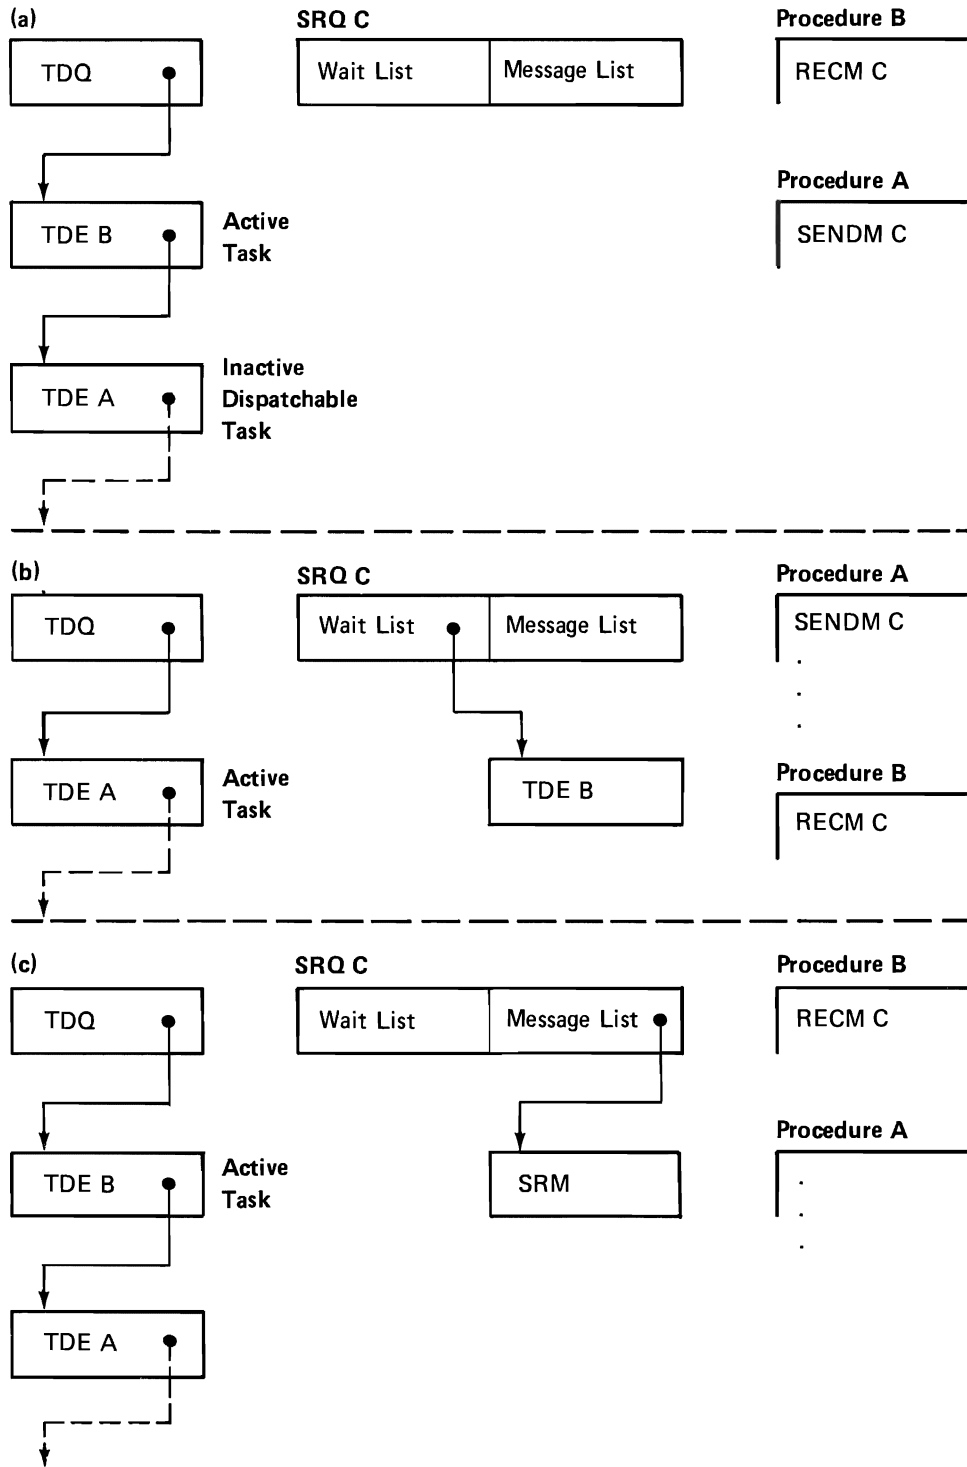 (a)
SRQ C
Procedure B
TDQ
Wait List
Message List
RECM C
Procedure A
TDE B
Active
Task
SENDM C
TDE A
Inactive
Dispatchable
Task
(b)
SRQ C
Procedure A
TDQ
Wait List
Message List
SENDM C
.
.
.
TDE A
Active
Task
TDE B
Procedure B
RECM C
(c)
SRQ C
Procedure B
TDQ
Wait List
Message List
RECM C
Procedure A
TDE B
Active
Task
SRM
.
.
.
TDE A